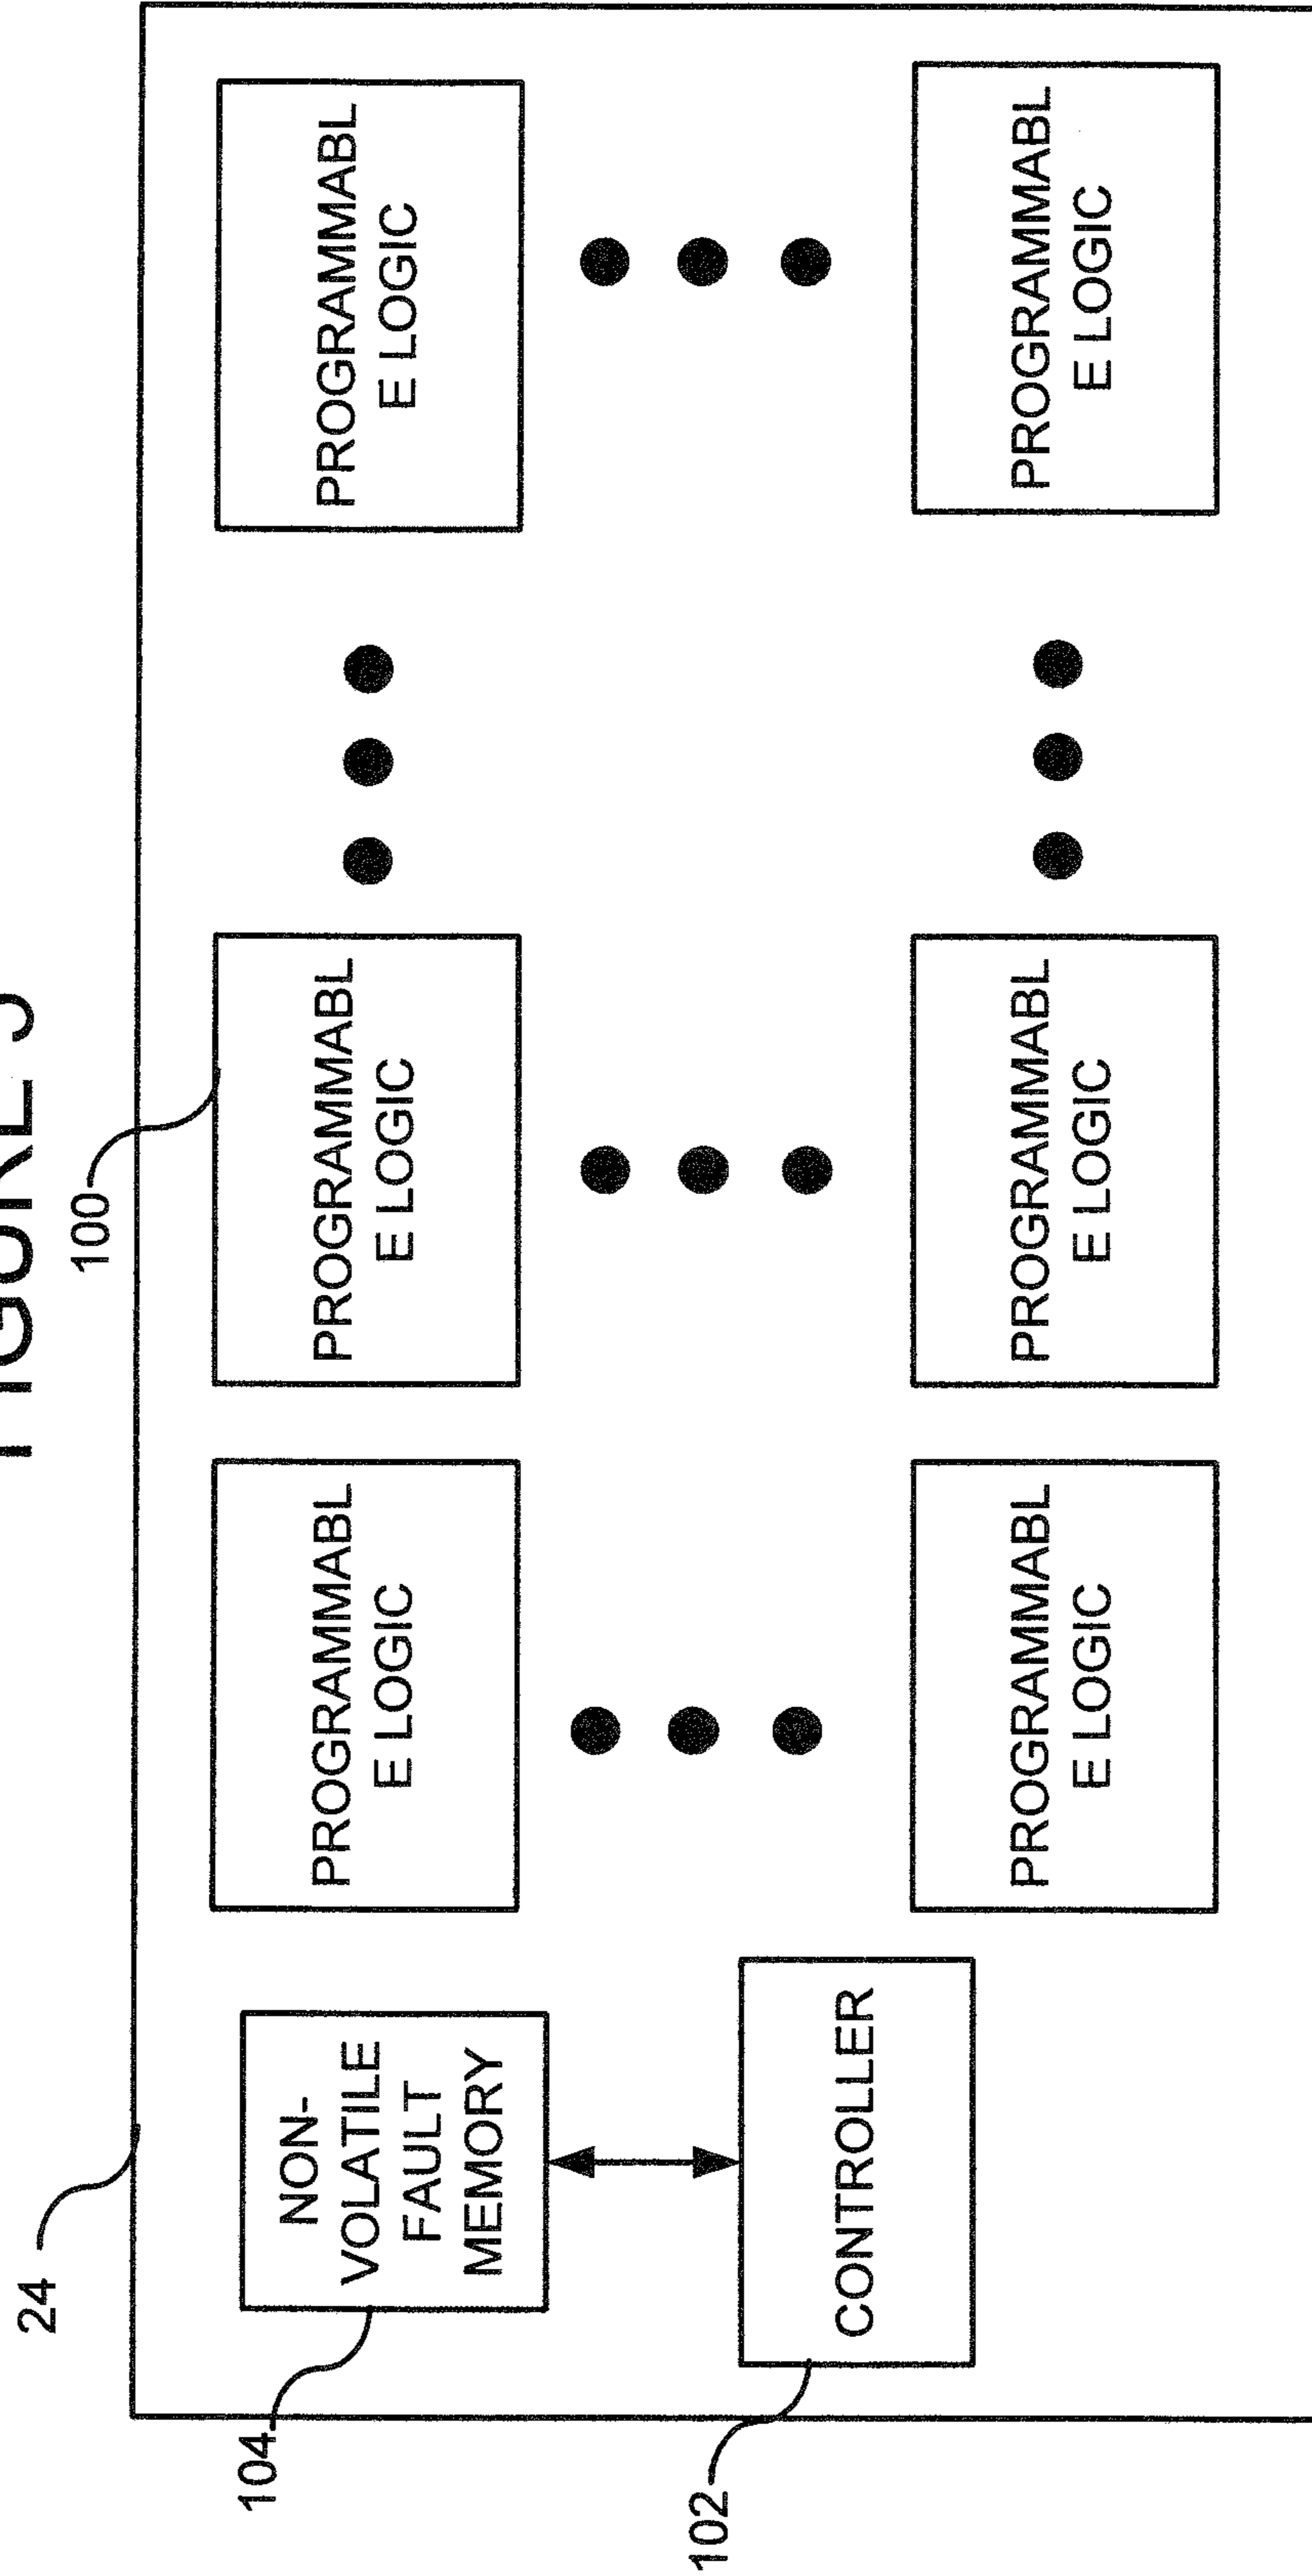 FIGURE
24
100
104
NON-
VOLATILE
FAULT
MEMORY
PROGRAMMABL
E LOGIC
PROGRAMMABL
E LOGIC
PROGRAMMABL
E LOGIC
102
CONTROLLER
PROGRAMMABL
E LOGIC
PROGRAMMABL
E LOGIC
PROGRAMMABL
E LOGIC